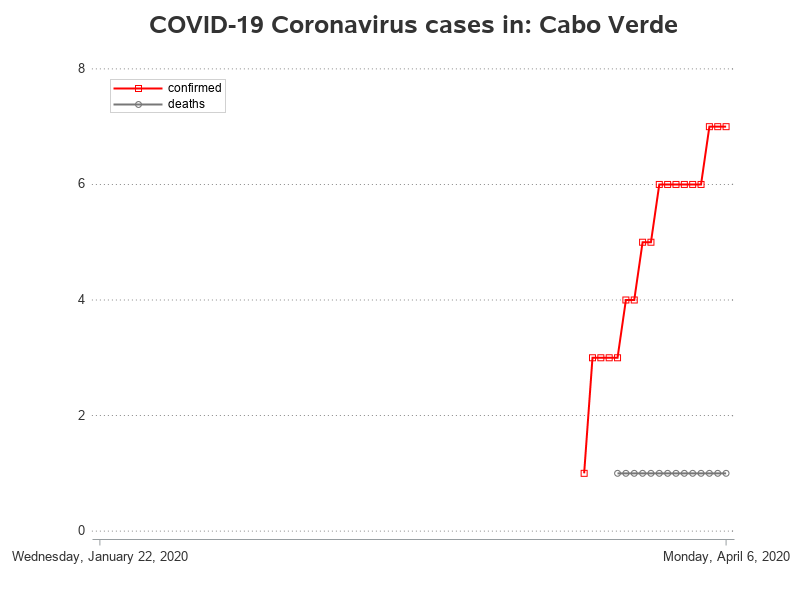 COVID-19 Coronavirus cases in: Cabo Verde
8
confirmed
deaths
6
4
2
0
Wednesday, January 22, 2020
Monday, April 6, 2020